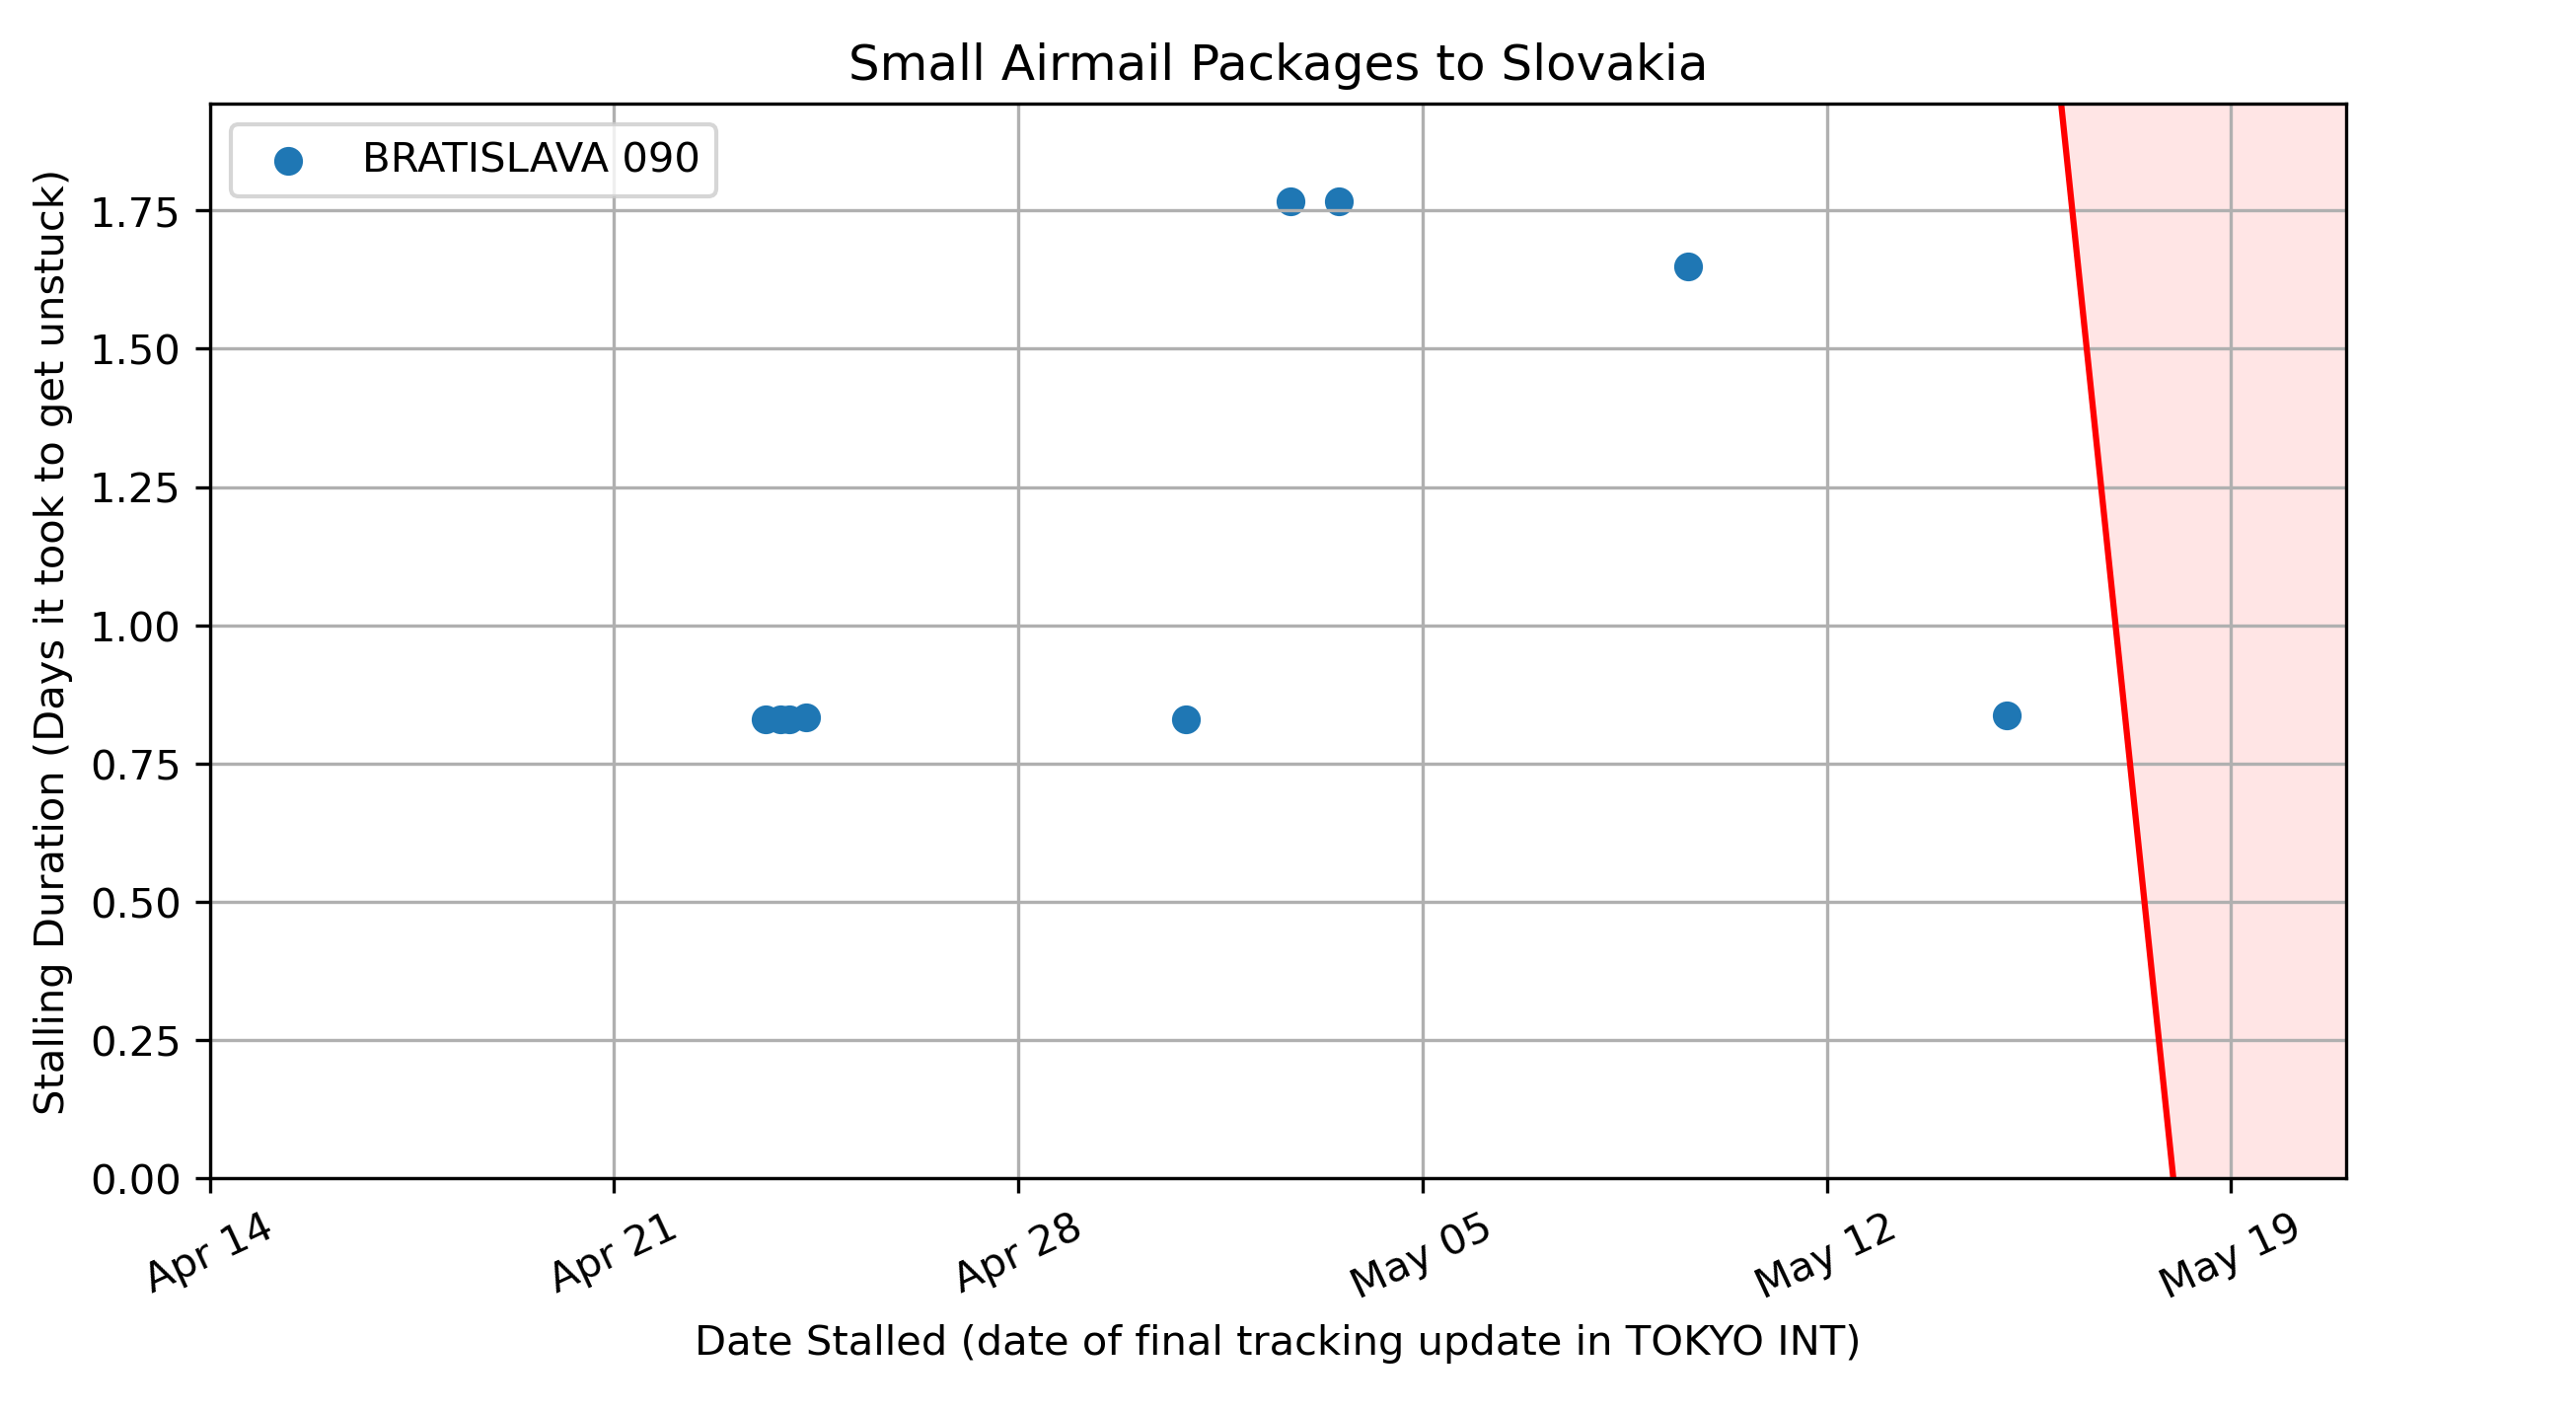 Small Airmail Packages to Slovakia
BRATISLAVA 090
Stalling Duration (Days it took to get unstuck)
1.75
1.50
1.25
1.00
0.75
0.50
0.25
0.00
Apr 14
Apr 21
Apr 28
May 05
May 12
May 19
Date Stalled (date of final tracking update in TOKYO INT)